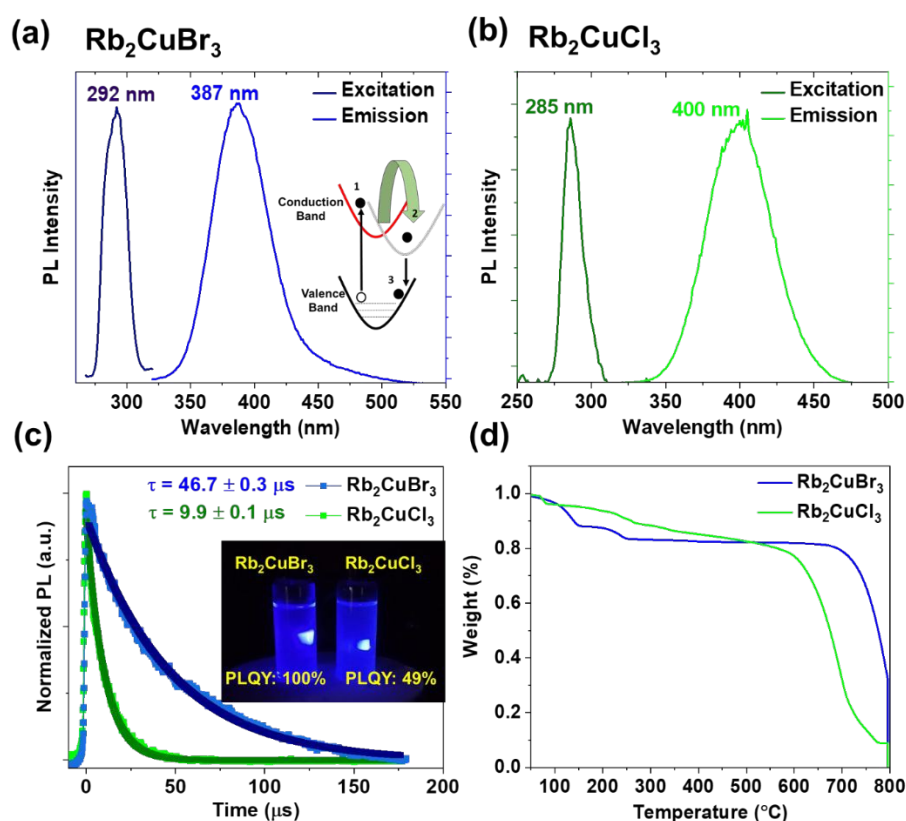 (a) Rb₂CuBr₃
292 nm 387 nm
Excitation
Emission
PL Intensity
1
Conduction
Band
2
3
Valence
Band
300 350 400 450 500 550
Wavelength (nm)
(b) Rb₂CuCl₃
285 nm 400 nm
Excitation
Emission
PL Intensity
250 300 350 400 450 500
Wavelength (nm)
(c)
τ = 46.7 ± 0.3 μs Rb₂CuBr₃
τ = 9.9 ± 0.1 μs Rb₂CuCl₃
Rb₂CuBr₃ Rb₂CuCl₃
PLQY: 100% PLQY: 49%
Normalized PL (a.u.)
0 50 100 150 200
Time (μs)
(d)
Rb₂CuBr₃
Rb₂CuCl₃
Weight (%)
1.0
0.8
0.6
0.4
0.2
0.0
100 200 300 400 500 600 700 800
Temperature (°C)